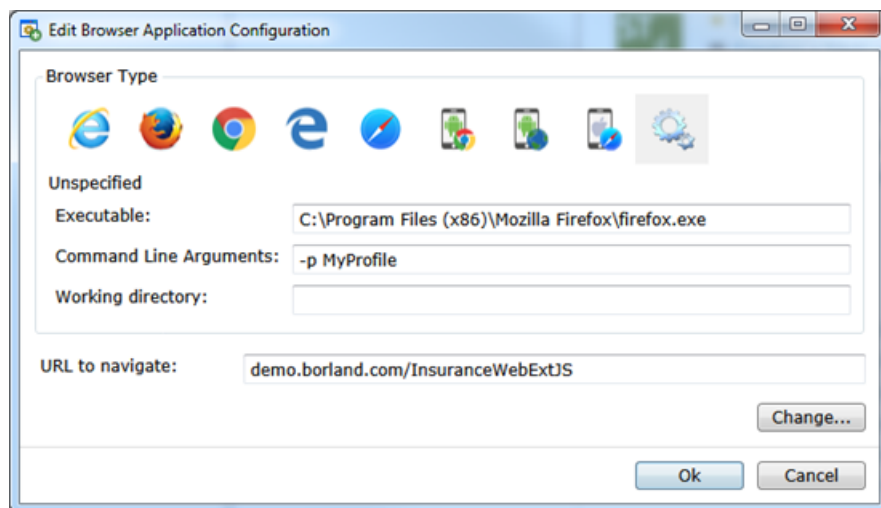 Edit Browser Application Configuration
Browser Type
Unspecified
Executable: C:\Program Files (x86)\Mozilla Firefox\firefox.exe
Command Line Arguments: -p MyProfile
Working directory:
URL to navigate: demo.borland.com/InsuranceWebExtJS
Change...
Ok Cancel